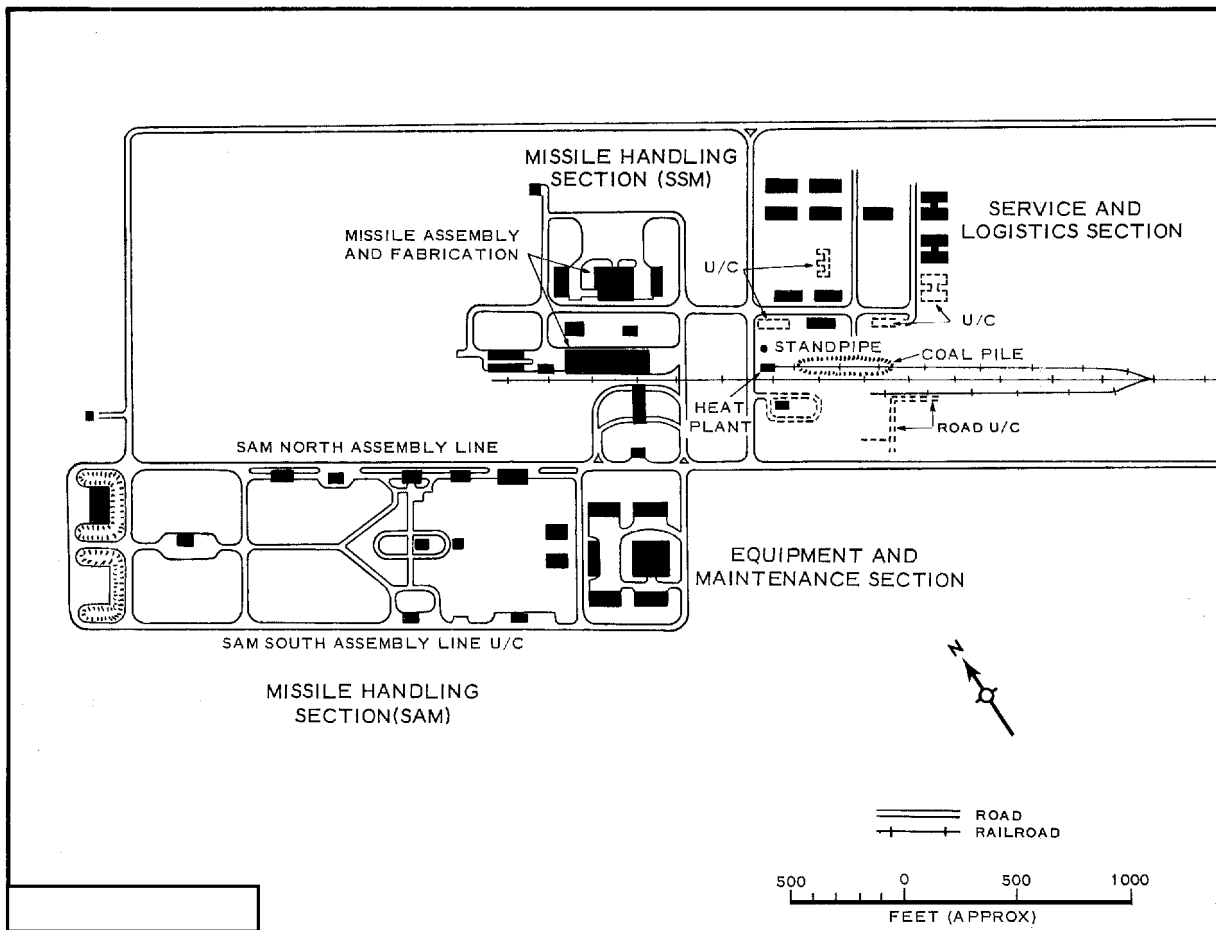 MISSILE HANDLING
SECTION (SSM)
MISSILE ASSEMBLY
AND FABRICATION
SERVICE AND
LOGISTICS SECTION
U/C
U/C
STANDPIPE
COAL PILE
HEAT
PLANT
ROAD U/C
SAM NORTH ASSEMBLY LINE
EQUIPMENT AND
MAINTENANCE SECTION
SAM SOUTH ASSEMBLY LINE U/C
MISSILE HANDLING
SECTION(SAM)
N
ROAD
RAILROAD
500 0 500 1000
FEET (APPROX)